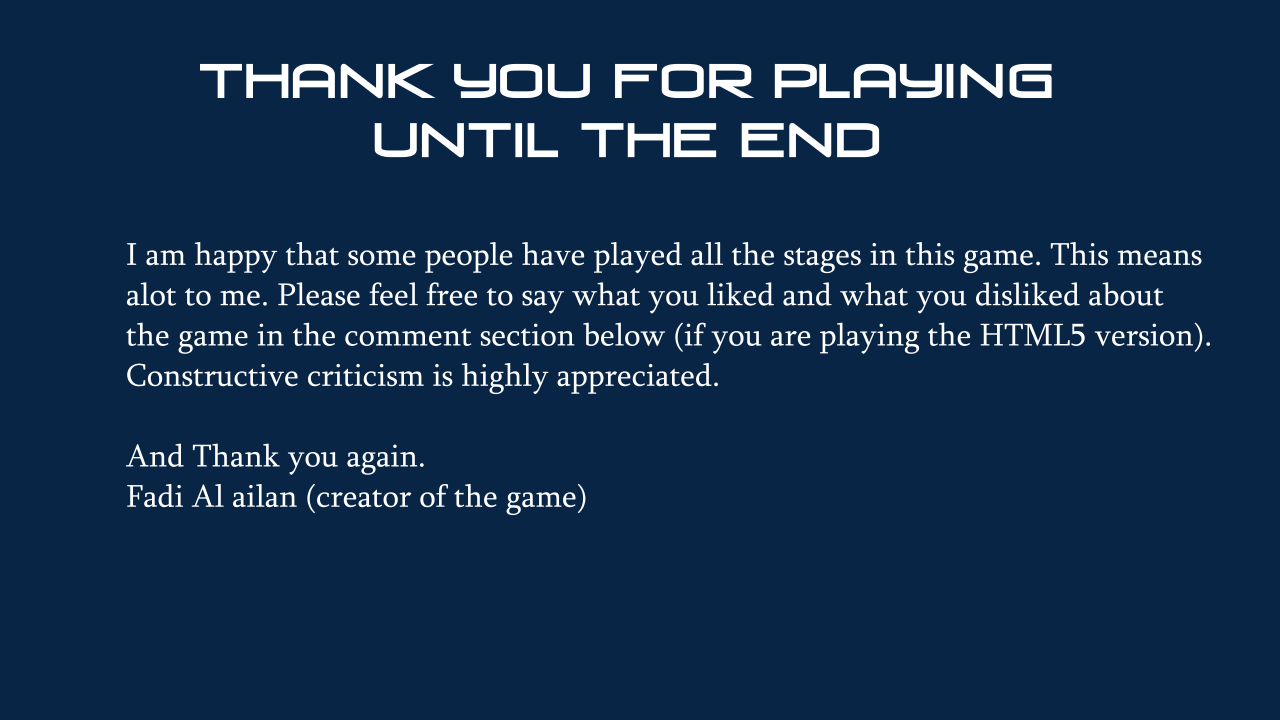 THANK YOU FOR PLAYING
UNTIL THE END
I am happy that some people have played all the stages in this game. This means
alot to me. Please feel free to say what you liked and what you disliked about
the game in the comment section below (if you are playing the HTML5 version).
Constructive criticism is highly appreciated.
And Thank you again.
Fadi Al ailan (creator of the game)